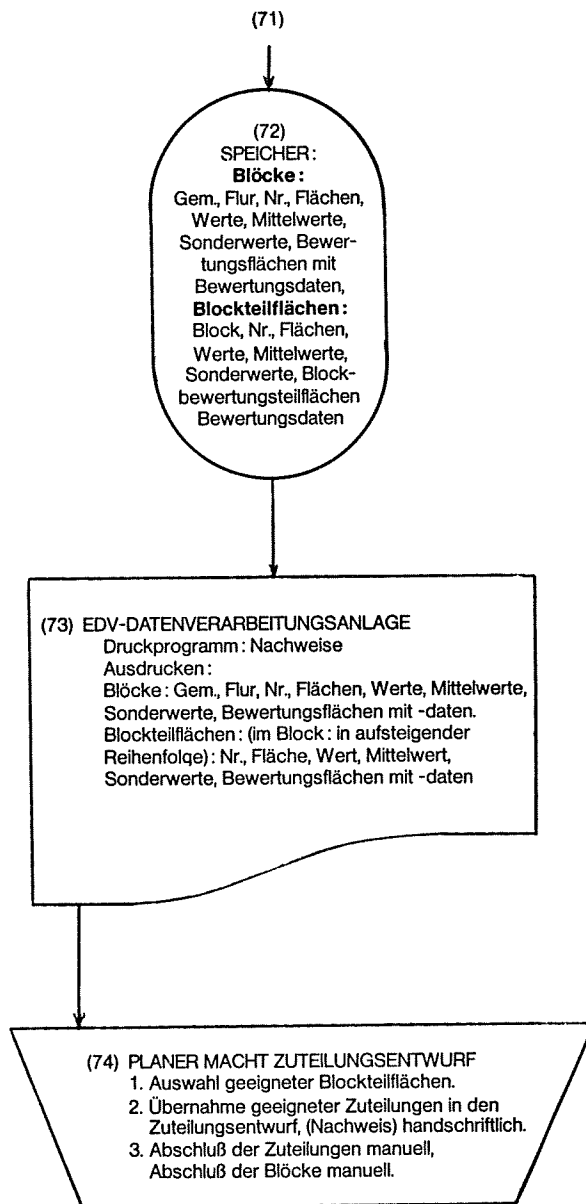 (71)
(72)
SPEICHER:
Blöcke:
Gem., Flur, Nr., Flächen,
Werte, Mittelwerte,
Sonderwerte, Bewer-
tungsflächen mit
Bewertungsdaten,
Blockteilflächen:
Block, Nr., Flächen,
Werte, Mittelwerte,
Sonderwerte, Block-
bewertungsteilflächen
Bewertungsdaten
(73) EDV-DATENVERARBEITUNGSANLAGE
Druckprogramm: Nachweise
Ausdrucken:
Blöcke: Gem., Flur, Nr., Flächen, Werte, Mittelwerte,
Sonderwerte, Bewertungsflächen mit -daten.
Blockteilflächen: (im Block: in aufsteigender
Reihenfolge): Nr., Fläche, Wert, Mittelwert,
Sonderwerte, Bewertungsflächen mit -daten
(74) PLANER MACHT ZUTEILUNGSENTWURF
1. Auswahl geeigneter Blockteilflächen.
2. Übernahme geeigneter Zuteilungen in den
Zuteilungsentwurf, (Nachweis) handschriftlich.
3. Abschluß der Zuteilungen manuell,
Abschluß der Blöcke manuell.